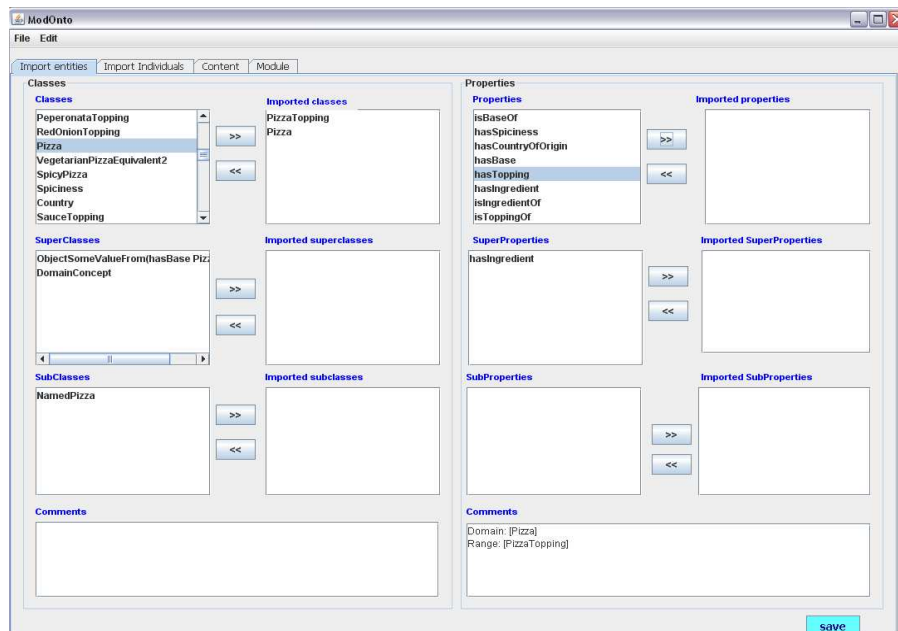 ModOnto
File Edit
Import entities Import Individuals Content Module
Classes
Classes
Imported classes
PeperonataTopping
RedOnionTopping
Pizza
VegetarianPizzaEquivalent2
SpicyPizza
Spiciness
Country
SauceTopping
>>
<<
PizzaTopping
Pizza
SuperClasses
Imported superclasses
ObjectSomeValueFrom(hasBase Piz
DomainConcept
>>
<<
SubClasses
Imported subclasses
NamedPizza
>>
<<
Comments
Properties
Properties
Imported properties
isBaseOf
hasSpiciness
hasCountryOfOrigin
hasBase
hasTopping
hasIngredient
isIngredientOf
isToppingOf
>>
<<
SuperProperties
Imported SuperProperties
hasIngredient
>>
<<
SubProperties
Imported SubProperties
>>
<<
Comments
Domain: [Pizza]
Range: [PizzaTopping]
save